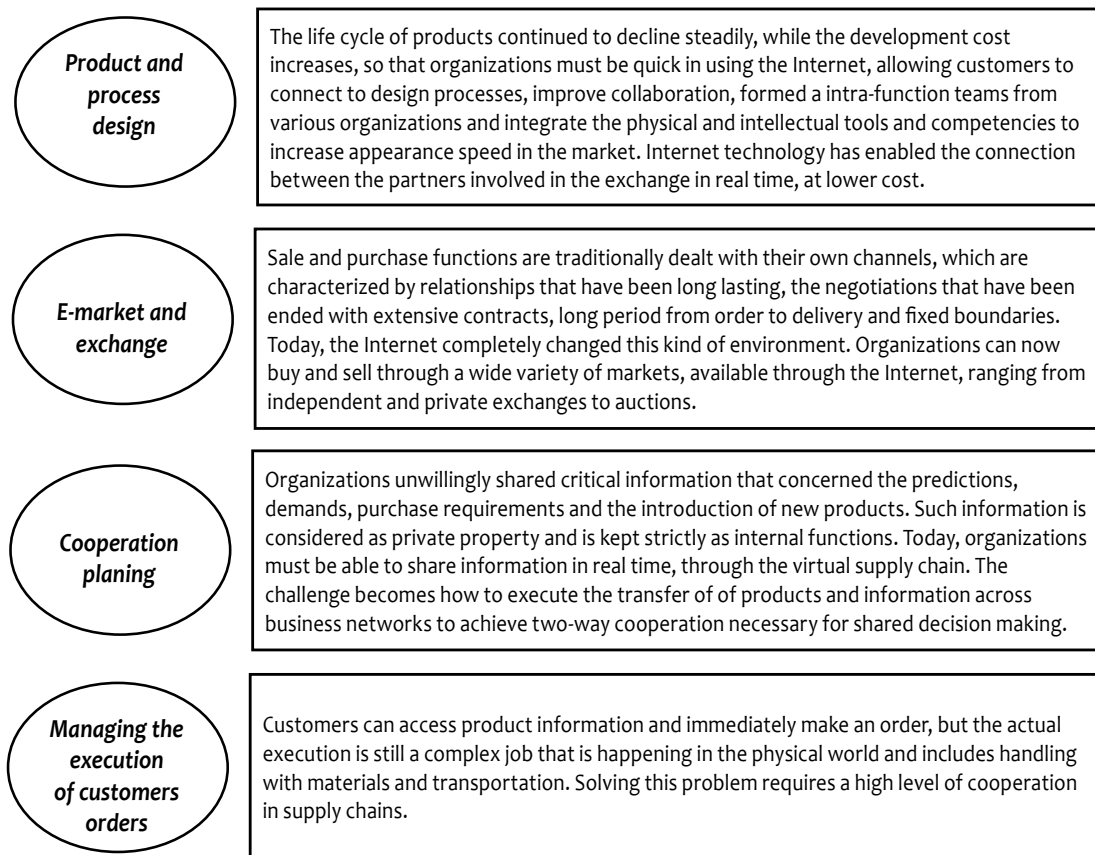 Product and
process
design
The life cycle of products continued to decline steadily, while the development cost
increases, so that organizations must be quick in using the Internet, allowing customers to
connect to design processes, improve collaboration, formed a intra-function teams from
various organizations and integrate the physical and intellectual tools and competencies to
increase appearance speed in the market. Internet technology has enabled the connection
between the partners involved in the exchange in real time, at lower cost.
E-market and
exchange
Sale and purchase functions are traditionally dealt with their own channels, which are
characterized by relationships that have been long lasting, the negotiations that have been
ended with extensive contracts, long period from order to delivery and fixed boundaries.
Today, the Internet completely changed this kind of environment. Organizations can now
buy and sell through a wide variety of markets, available through the Internet, ranging from
independent and private exchanges to auctions.
Cooperation
planing
Organizations unwillingly shared critical information that concerned the predictions,
demands, purchase requirements and the introduction of new products. Such information is
considered as private property and is kept strictly as internal functions. Today, organizations
must be able to share information in real time, through the virtual supply chain. The
challenge becomes how to execute the transfer of of products and information across
business networks to achieve two-way cooperation necessary for shared decision making.
Managing the
execution
of customers
orders
Customers can access product information and immediately make an order, but the actual
execution is still a complex job that is happening in the physical world and includes handling
with materials and transportation. Solving this problem requires a high level of cooperation
in supply chains.